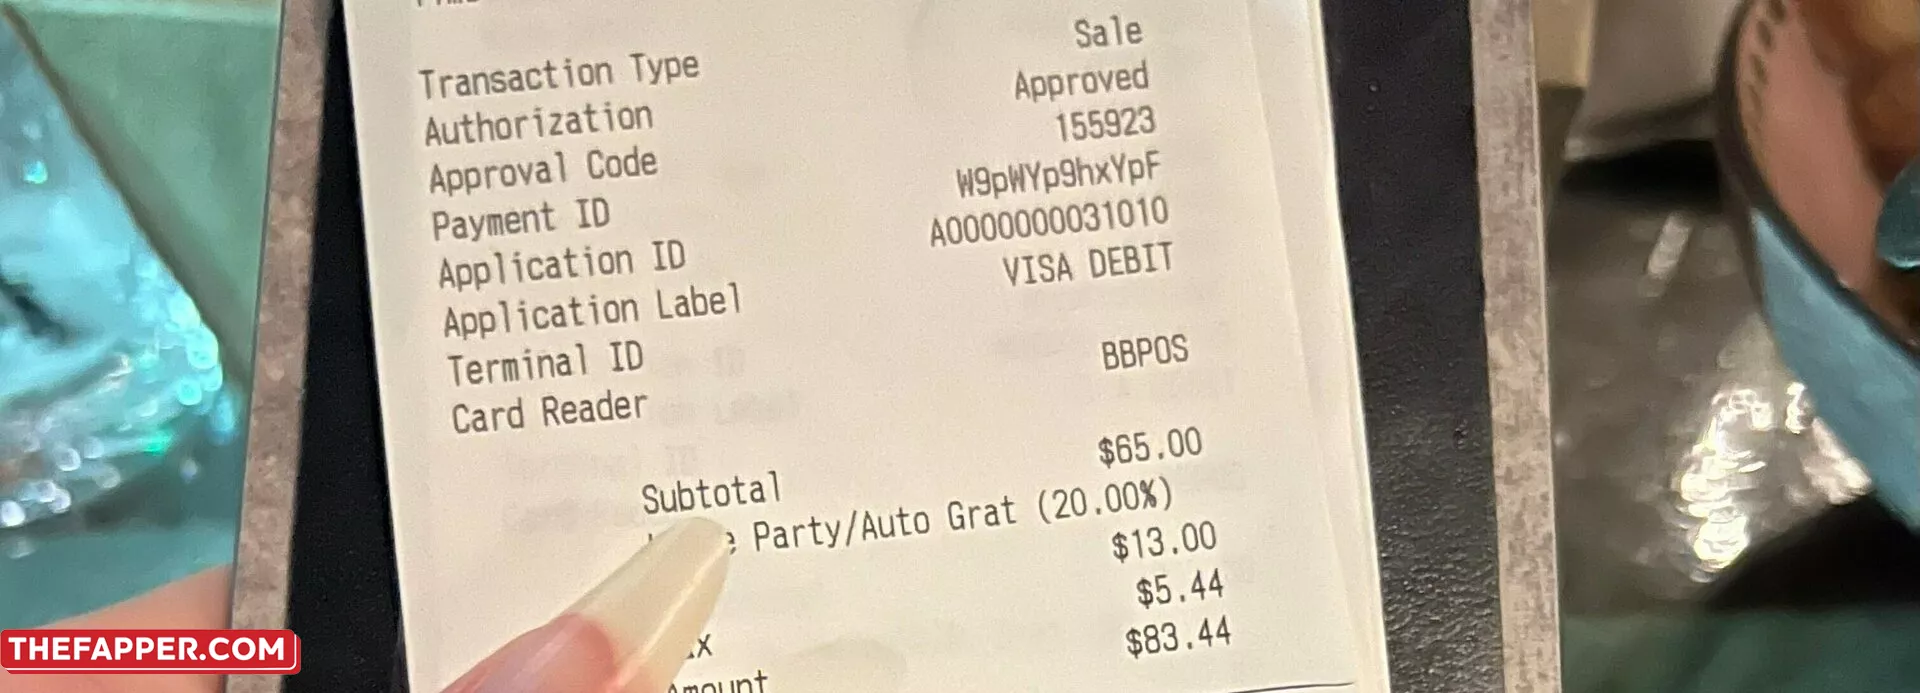 Transaction Type Sale
Authorization Approved
Approval Code 155923
Payment ID W9pWYp9hxYpF
Application ID A0000000031010
Application Label VISA DEBIT
Terminal ID
Card Reader BBPOS
Subtotal $65.00
Party/Auto Grat (20.00%)
$13.00
$5.44
$83.44
THEFAPPER.COM